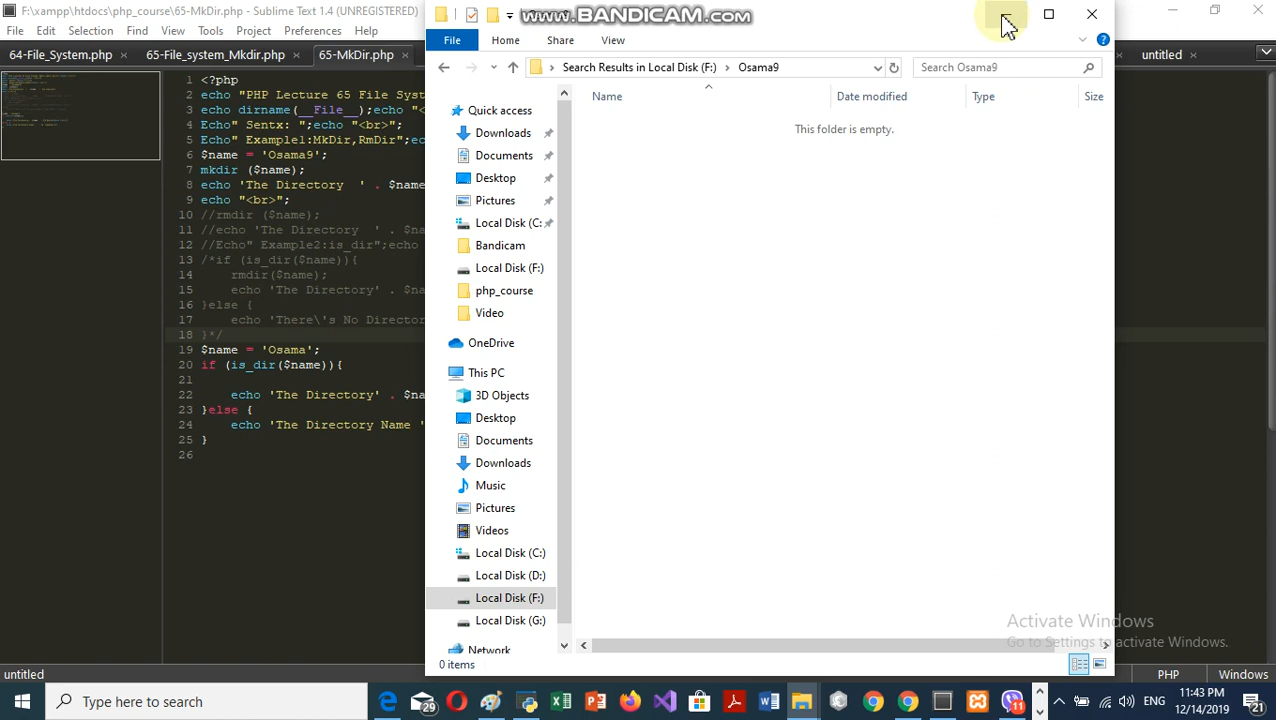 F:\xampp\htdocs\php_course\65-MkDir.php - Sublime Text 1.4 (UNREGISTERED)
File Edit Selection Find View Tools Project Preferences Help
64-File_System.php × 65-File_system_Mkdir.php × 65-MkDir.php × untitled ×
1 <?php
2 echo "PHP Lecture 65 File Sys
3 echo dirname(__File__);echo "<
4 Echo" Sentx: ";echo "<br>";
5 Echo" Example1:MkDir,RmDir";e
6 $name = 'Osama9';
7 mkdir ($name);
8 echo 'The Directory  ' . $name
9 echo "<br>";
10 //rmdir ($name);
11 //echo 'The Directory  ' . $na
12 //Echo" Example2:is_dir";echo
13 /*if (is_dir($name)){
14 rmdir($name);
15 echo 'The Directory' . $na
16 }else {
17 echo 'There\'s No Director
18 }*/
19 $name = 'Osama';
20 if (is_dir($name)){
21
22 echo 'The Directory' . $na
23 }else {
24 echo 'The Directory Name '
25 }
26
www.BANDICAM.com
File Home Share View
Search Results in Local Disk (F:) > Osama9
Search Osama9
Name Date modified Type Size
This folder is empty.
Quick access
Downloads
Documents
Desktop
Pictures
Local Disk (C:
Bandicam
Local Disk (F:)
php_course
Video
OneDrive
This PC
3D Objects
Desktop
Documents
Downloads
Music
Pictures
Videos
Local Disk (C:)
Local Disk (D:)
Local Disk (F:)
Local Disk (G:)
Network
0 items
Activate Windows
Go to Settings to activate Windows.
untitled PHP Windows
Type here to search
29
11
ENG
11:43 PM
12/14/2019
21